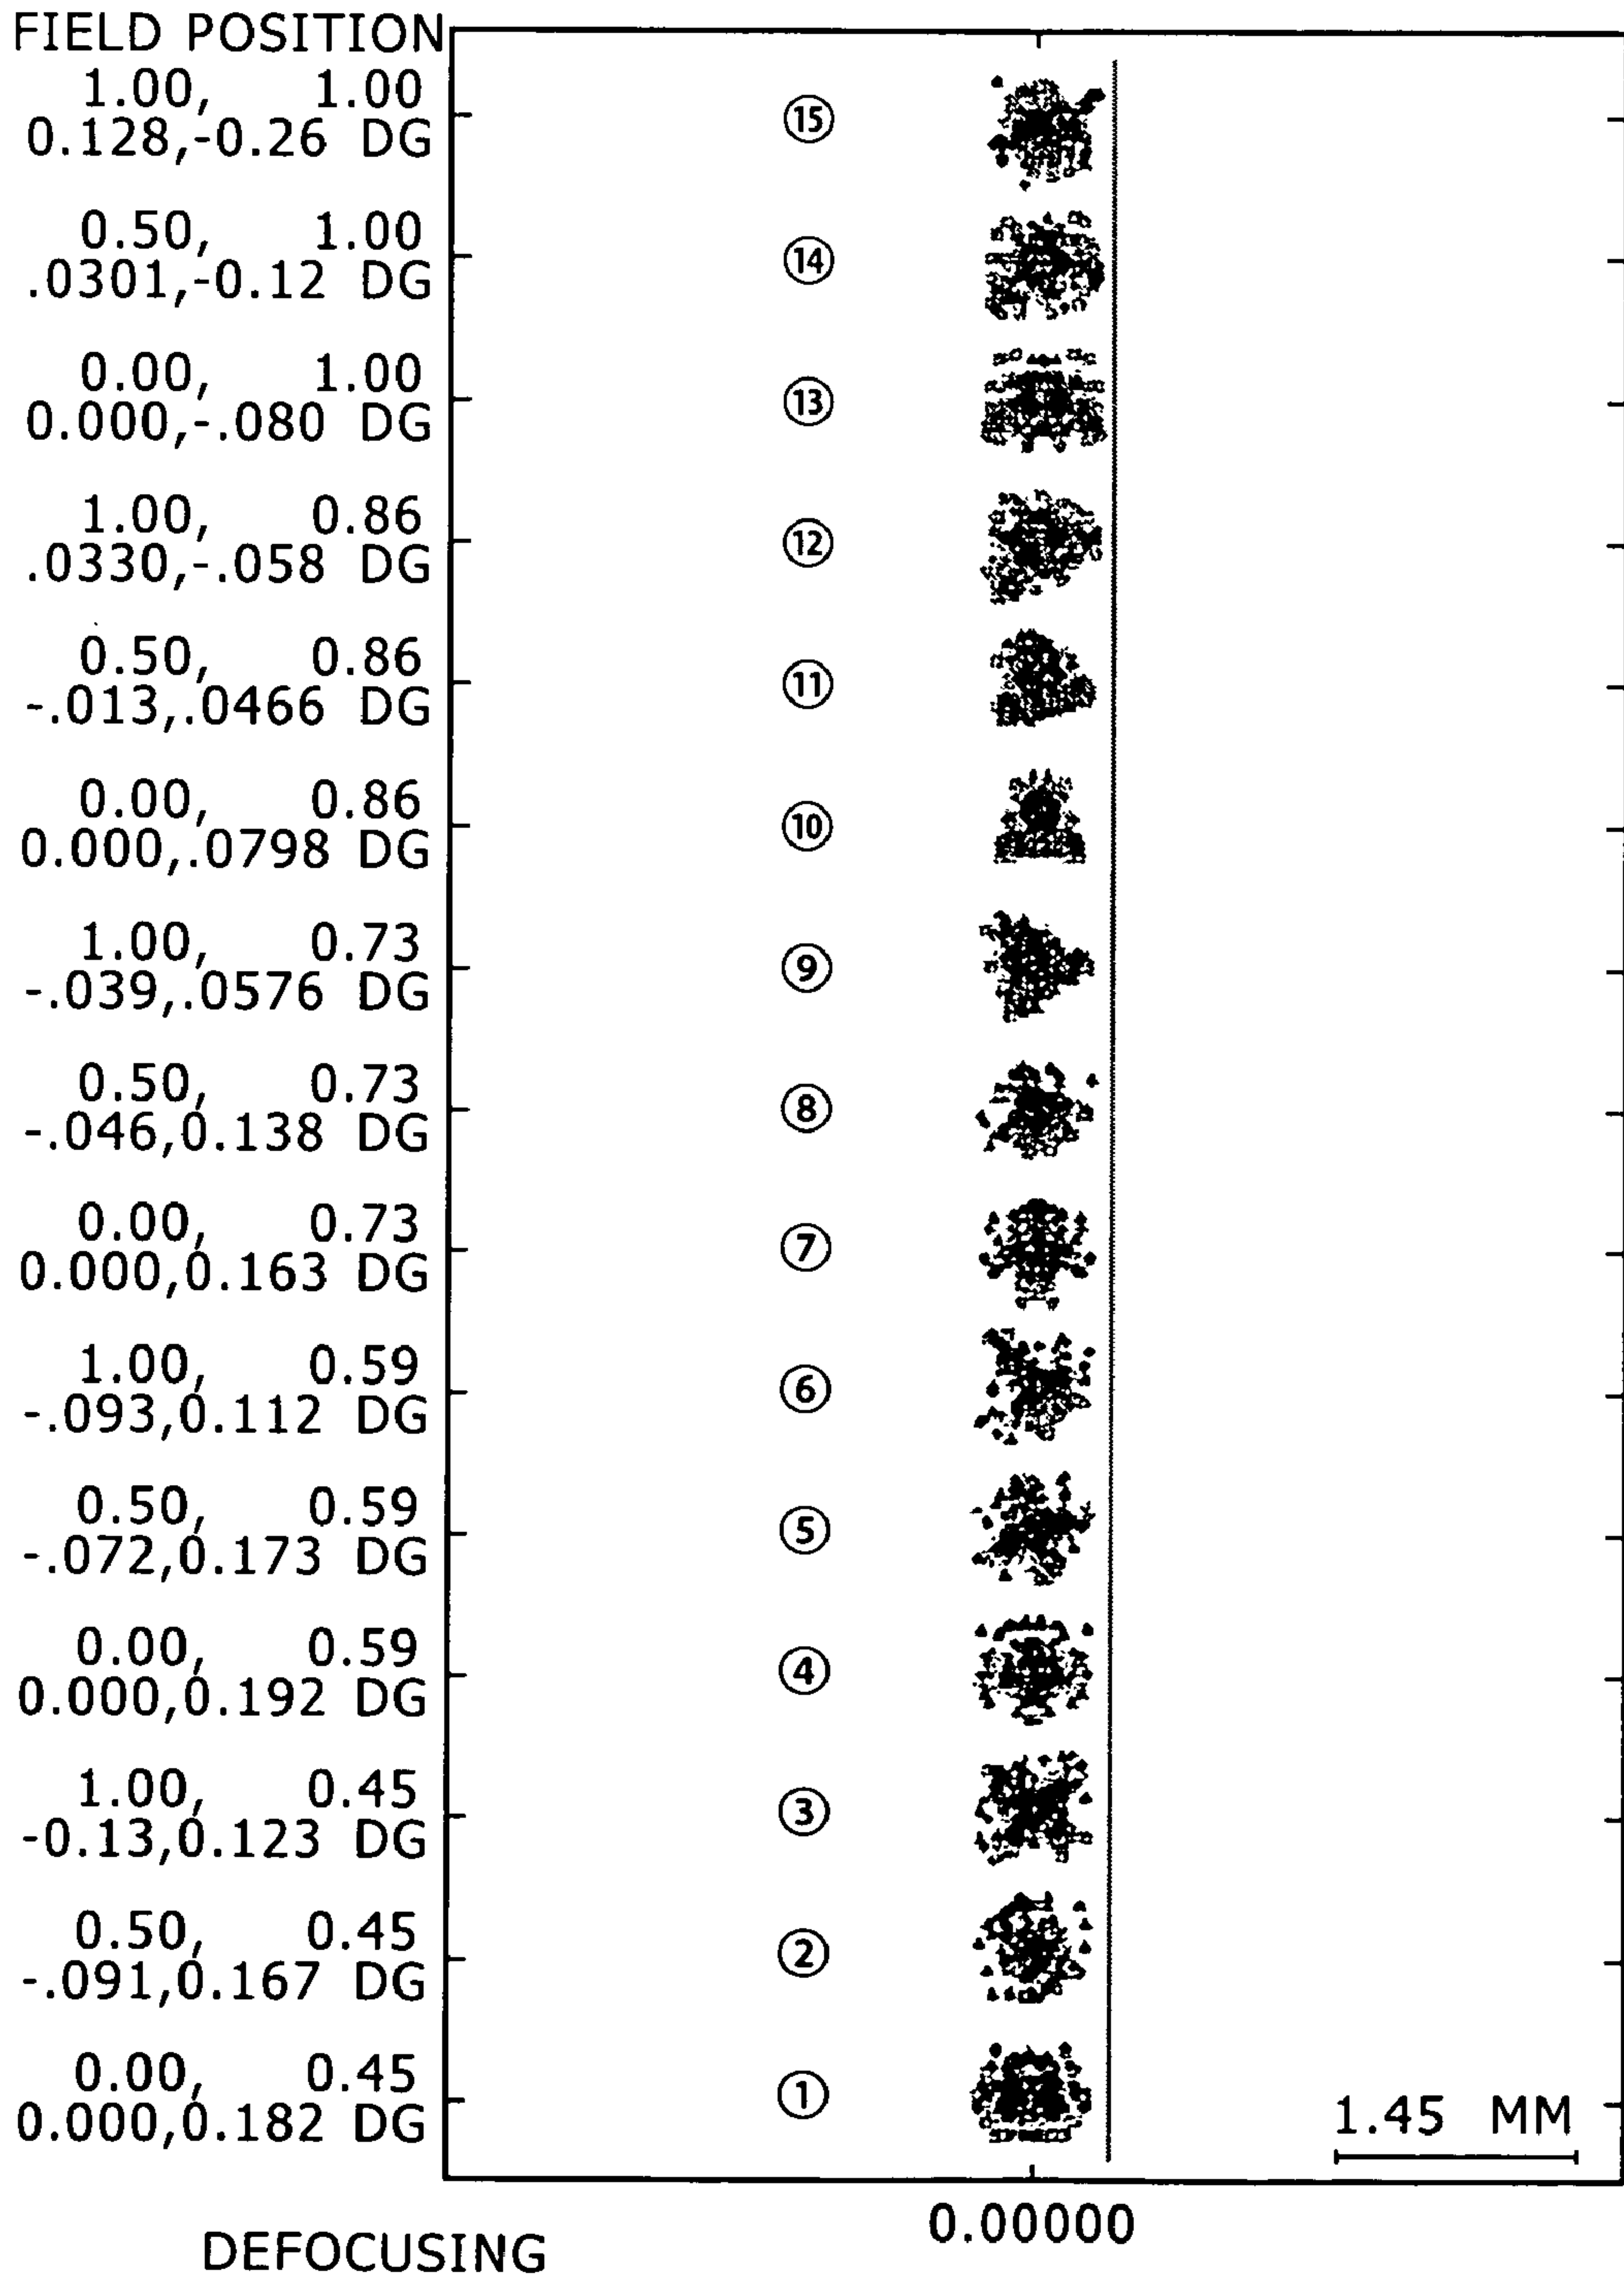 FIELD POSITION
1.00, 1.00
0.128,-0.26 DG
⑮
0.50, 1.00
.0301,-0.12 DG
⑭
0.00, 1.00
0.000,-.080 DG
⑬
1.00, 0.86
.0330,-.058 DG
⑫
0.50, 0.86
-.013,.0466 DG
⑪
0.00, 0.86
0.000,.0798 DG
⑩
1.00, 0.73
-.039,.0576 DG
⑨
0.50, 0.73
-.046,0.138 DG
⑧
0.00, 0.73
0.000,0.163 DG
⑦
1.00, 0.59
-.093,0.112 DG
⑥
0.50, 0.59
-.072,0.173 DG
⑤
0.00, 0.59
0.000,0.192 DG
④
1.00, 0.45
-0.13,0.123 DG
③
0.50, 0.45
-.091,0.167 DG
②
0.00, 0.45
0.000,0.182 DG
①
1.45 MM
0.00000
DEFOCUSING